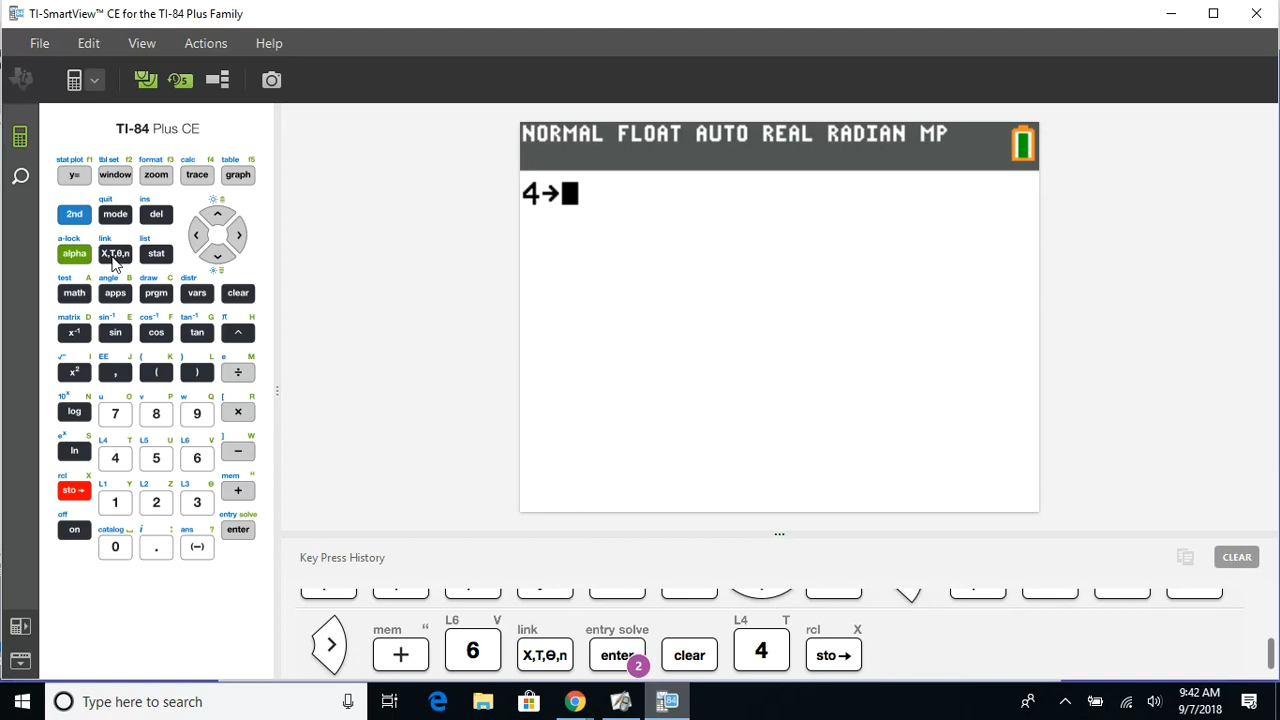 TI-SmartView™ CE for the TI-84 Plus Family
File Edit View Actions Help
TI-84 Plus CE
stat plot f1 tbl set f2 format f3 calc f4 table f5
y= window zoom trace graph
quit ins
2nd mode del
a-lock link list
alpha X,T,θ,n stat
test A angle B draw C distr
math apps prgm vars clear
matrix D sin⁻¹ E cos⁻¹ F tan⁻¹ G π H
x⁻¹ sin cos tan ^
√ I EE J { K } L e M
x² , ( ) ÷
10ˣ N u O v P w Q [ R
log 7 8 9 ×
eˣ S L4 T L5 U L6 V ] W
ln 4 5 6 −
rcl X L1 Y L2 Z L3 θ mem “
sto→ 1 2 3 +
off catalog i : ans ? entry solve
on 0 . (−) enter
NORMAL FLOAT AUTO REAL RADIAN MP
4→
Key Press History
CLEAR
mem “ L6 V link entry solve L4 T rcl X
+ 6 X,T,Θ,n enter clear 4 sto→
2
Type here to search
84
9:42 AM
9/7/2018